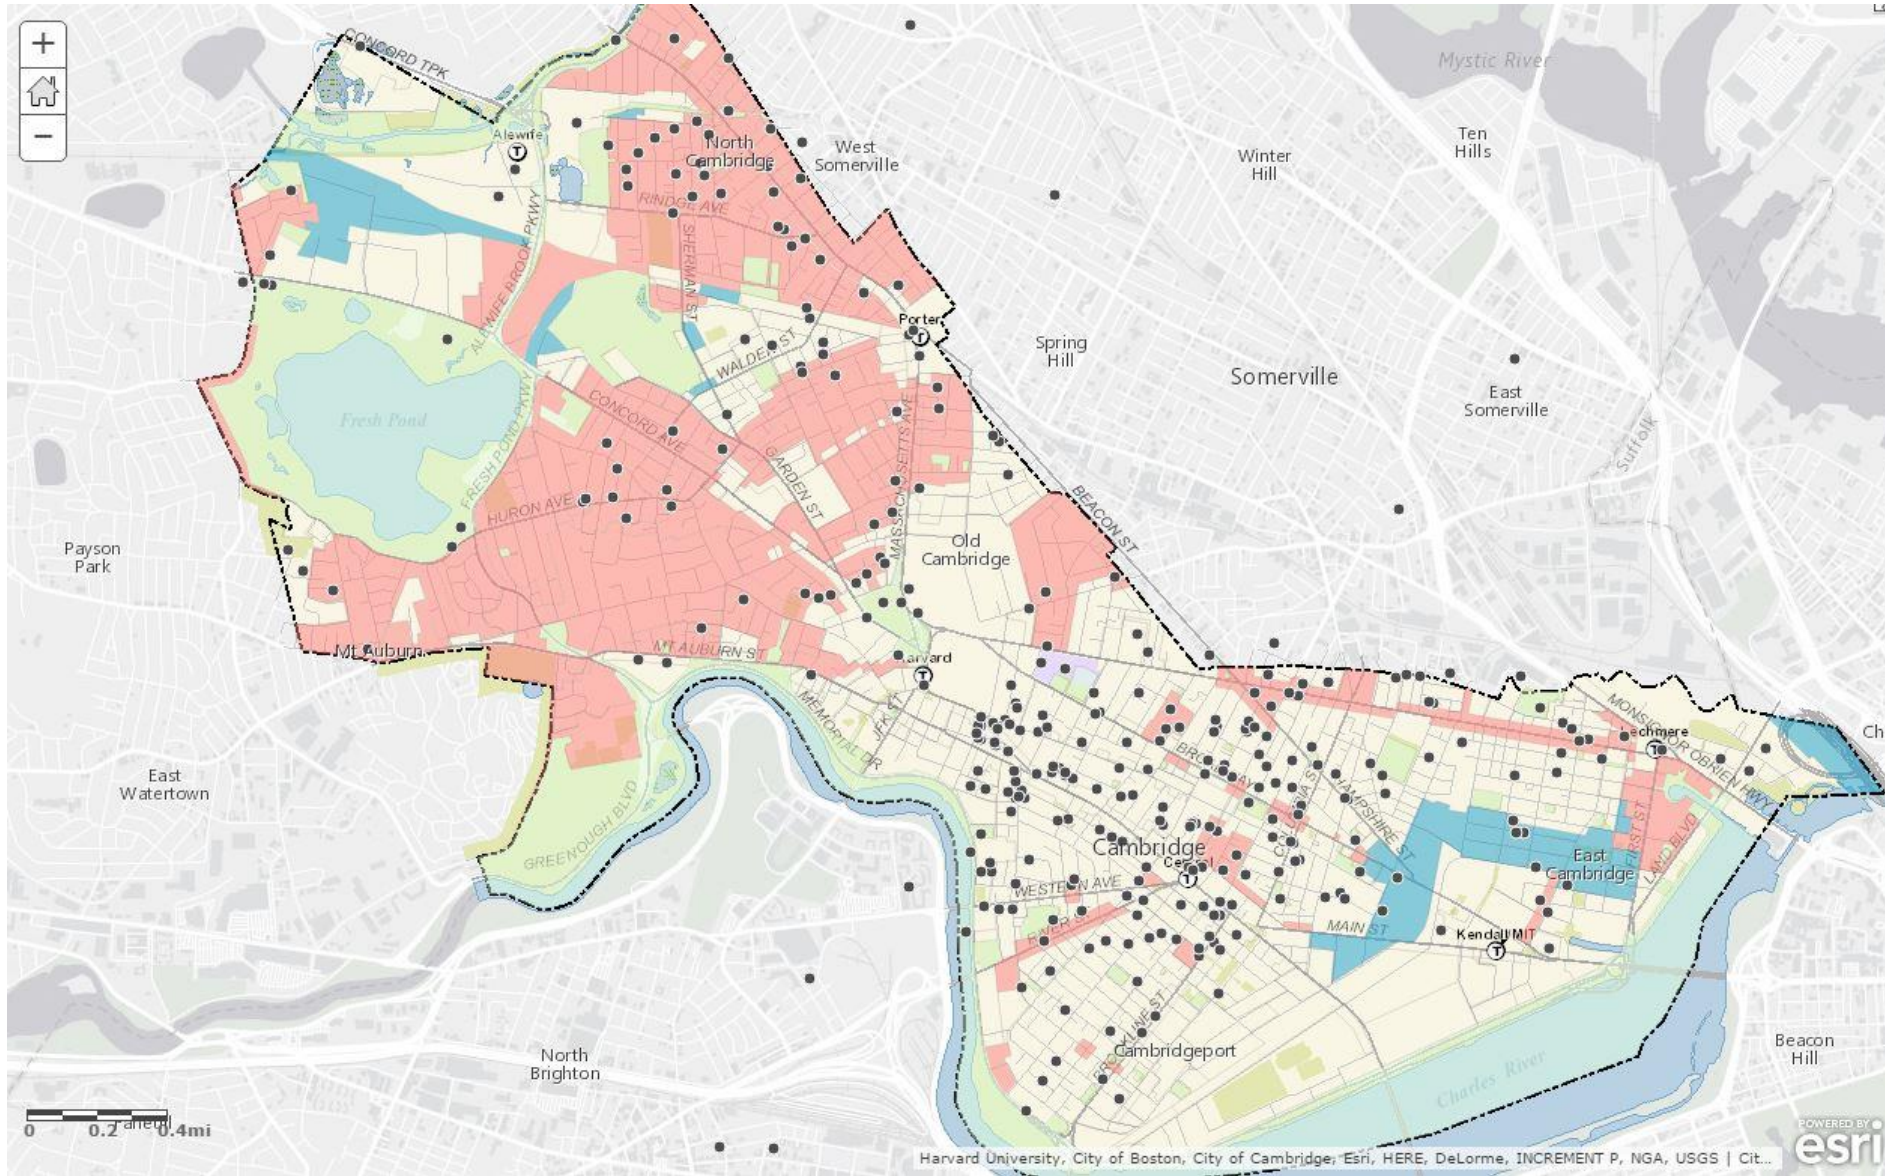 +
−
CONCORD TPK
Mystic River
Alewife
North
Cambridge
West
Somerville
Winter
Hill
Ten
Hills
RINDGE AVE
SHERMAN ST
ALEWIFE BROOK PKWY
Porter
Spring
Hill
WALDEN ST
Somerville
East
Somerville
Suffolk
Fresh Pond
FRESH POND PKWY
CONCORD AVE
MASSACHUSETTS AVE
GARDEN ST
HURON AVE
BEACON ST
Payson
Park
Old
Cambridge
Mt Auburn
MT AUBURN ST
Harvard
JFK ST
MEMORIAL DR
MONSIGNOR OBRIEN HWY
echmere
Ch
East
Watertown
GREENOUGH BLVD
BROADWAY
HAMPSHIRE ST
FIRST ST
LAND BLVD
Cambridge
East
Cambridge
WESTERN AVE
RIVER S
MAIN ST
Kendall/MIT
BROOKLINE ST
Cambridgeport
North
Brighton
Beacon
Hill
Charles River
0 0.2 0.4mi
Harvard University, City of Boston, City of Cambridge, Esri, HERE, DeLorme, INCREMENT P, NGA, USGS | Cit...
POWERED BY
esri